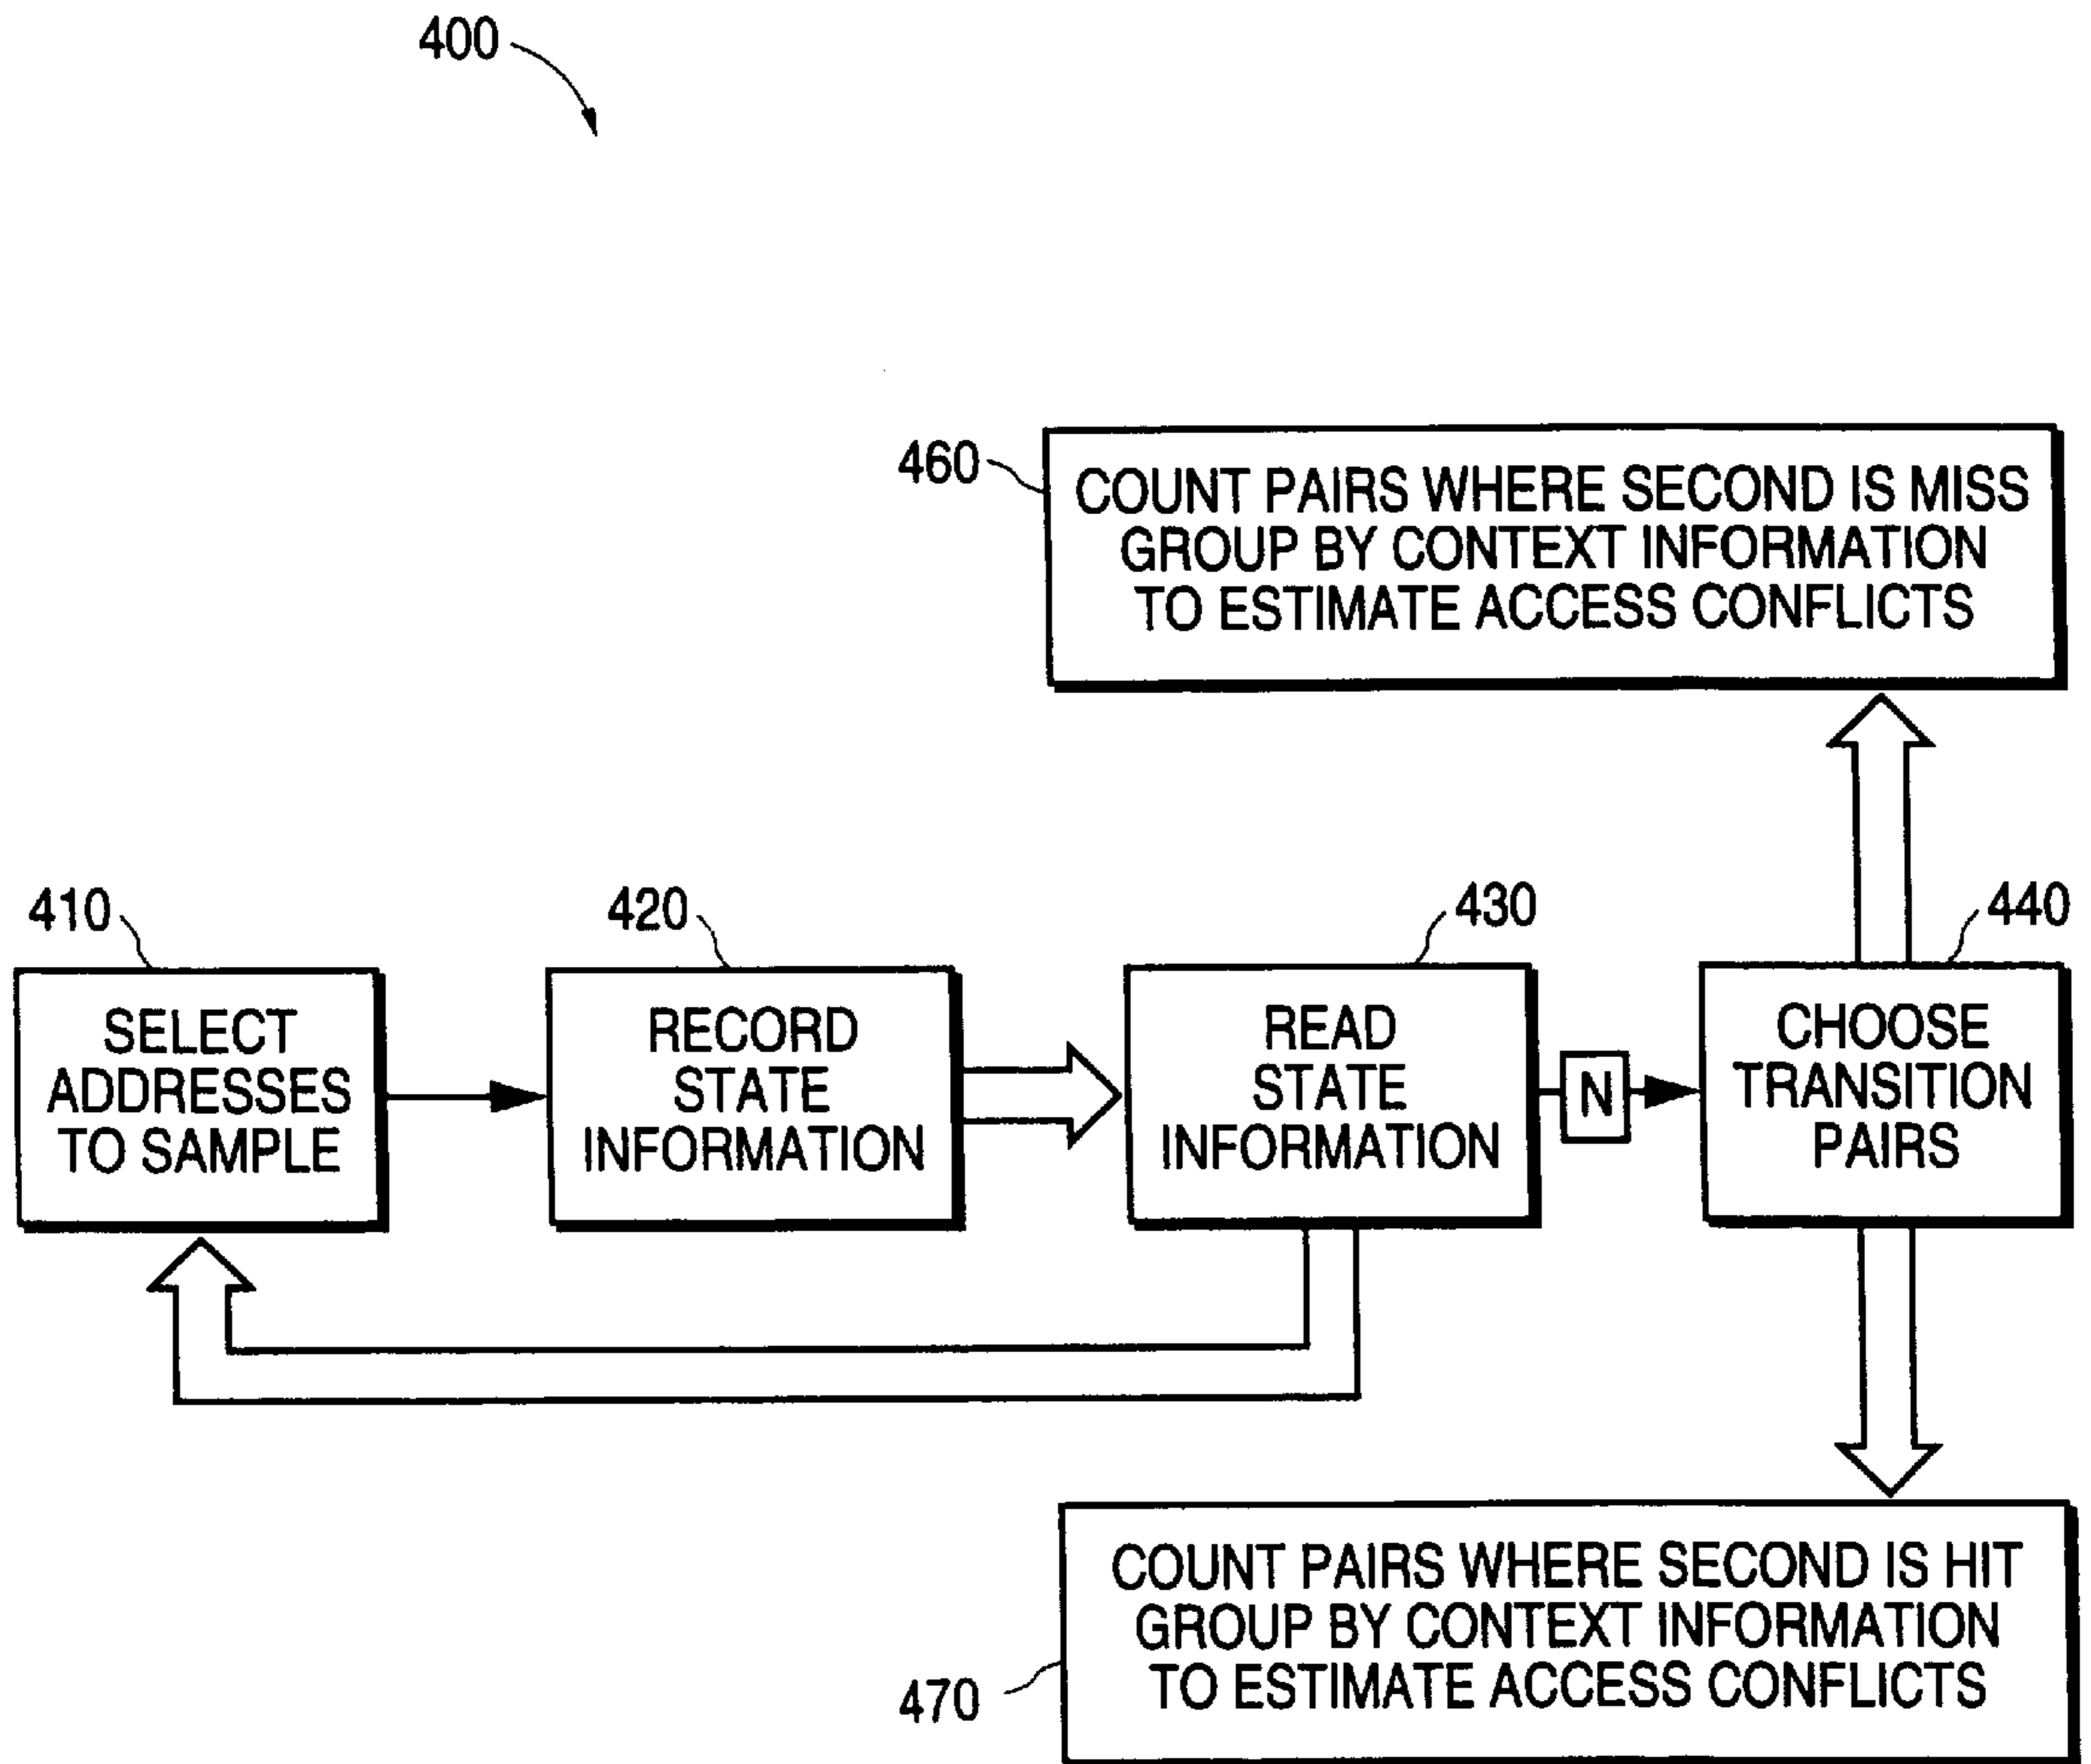 400
460
COUNT PAIRS WHERE SECOND IS MISS
GROUP BY CONTEXT INFORMATION
TO ESTIMATE ACCESS CONFLICTS
410
SELECT
ADDRESSES
TO SAMPLE
420
RECORD
STATE
INFORMATION
430
READ
STATE
INFORMATION
N
440
CHOOSE
TRANSITION
PAIRS
470
COUNT PAIRS WHERE SECOND IS HIT
GROUP BY CONTEXT INFORMATION
TO ESTIMATE ACCESS CONFLICTS